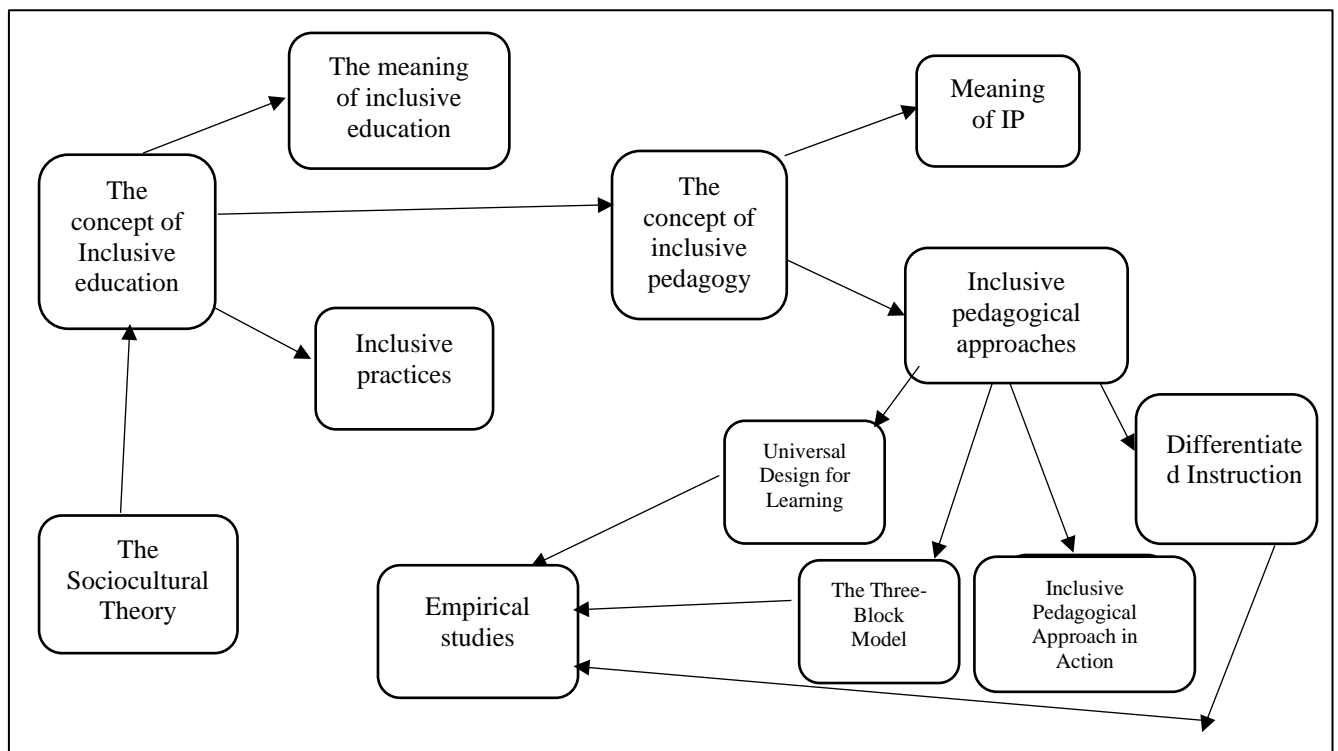 The meaning
of inclusive
education
Meaning
of IP
The
concept of
Inclusive
education
The
concept of
inclusive
pedagogy
Inclusive
pedagogical
approaches
Inclusive
practices
Universal
Design for
Learning
Differentiate
d Instruction
The
Sociocultural
Theory
Empirical
studies
The Three-
Block
Model
Inclusive
Pedagogical
Approach in
Action